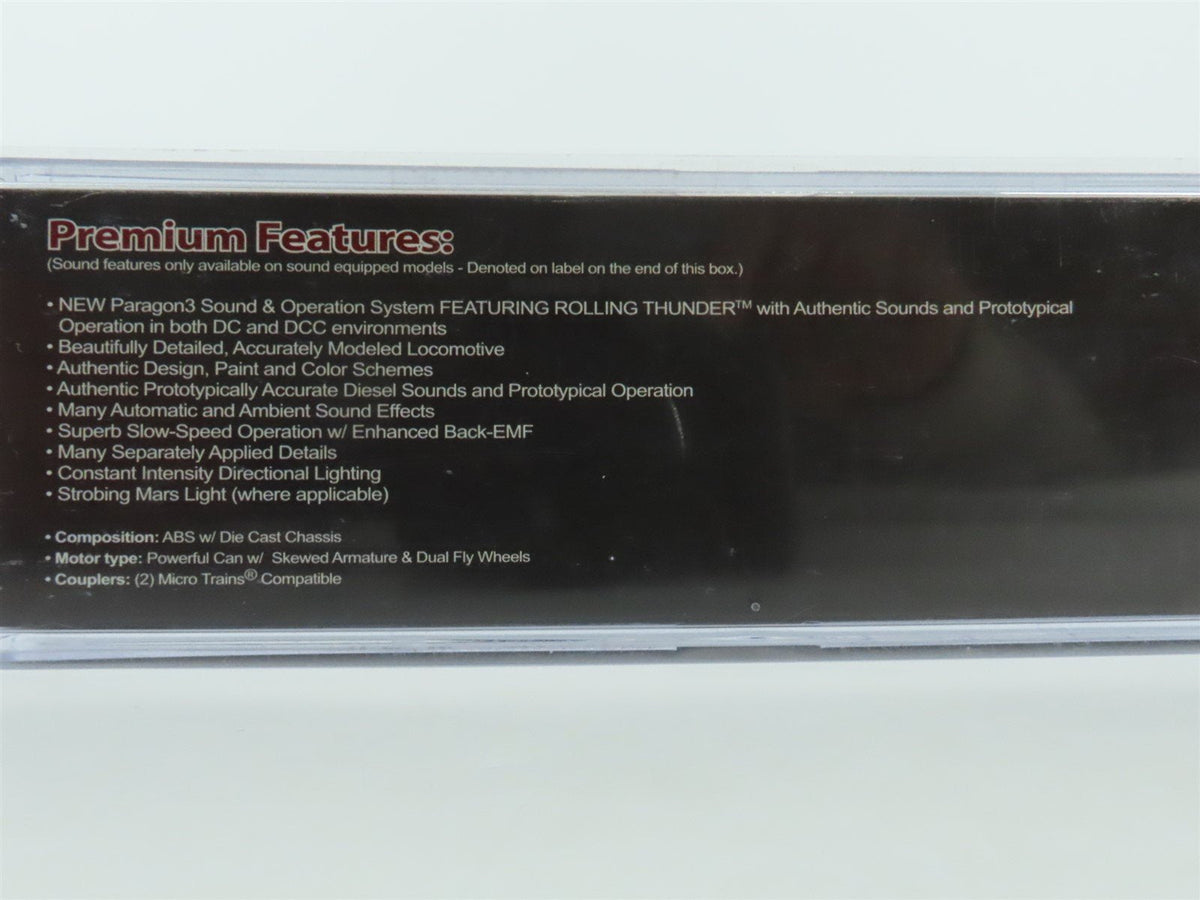 Premium Features:
(Sound features only available on sound equipped models - Denoted on label on the end of this box.)
• NEW Paragon3 Sound & Operation System FEATURING ROLLING THUNDER™ with Authentic Sounds and Prototypical
Operation in both DC and DCC environments
• Beautifully Detailed, Accurately Modeled Locomotive
• Authentic Design, Paint and Color Schemes
• Authentic Prototypically Accurate Diesel Sounds and Prototypical Operation
• Many Automatic and Ambient Sound Effects
• Superb Slow-Speed Operation w/ Enhanced Back-EMF
• Many Separately Applied Details
• Constant Intensity Directional Lighting
• Strobing Mars Light (where applicable)
• Composition: ABS w/ Die Cast Chassis
• Motor type: Powerful Can w/ Skewed Armature & Dual Fly Wheels
• Couplers: (2) Micro Trains® Compatible